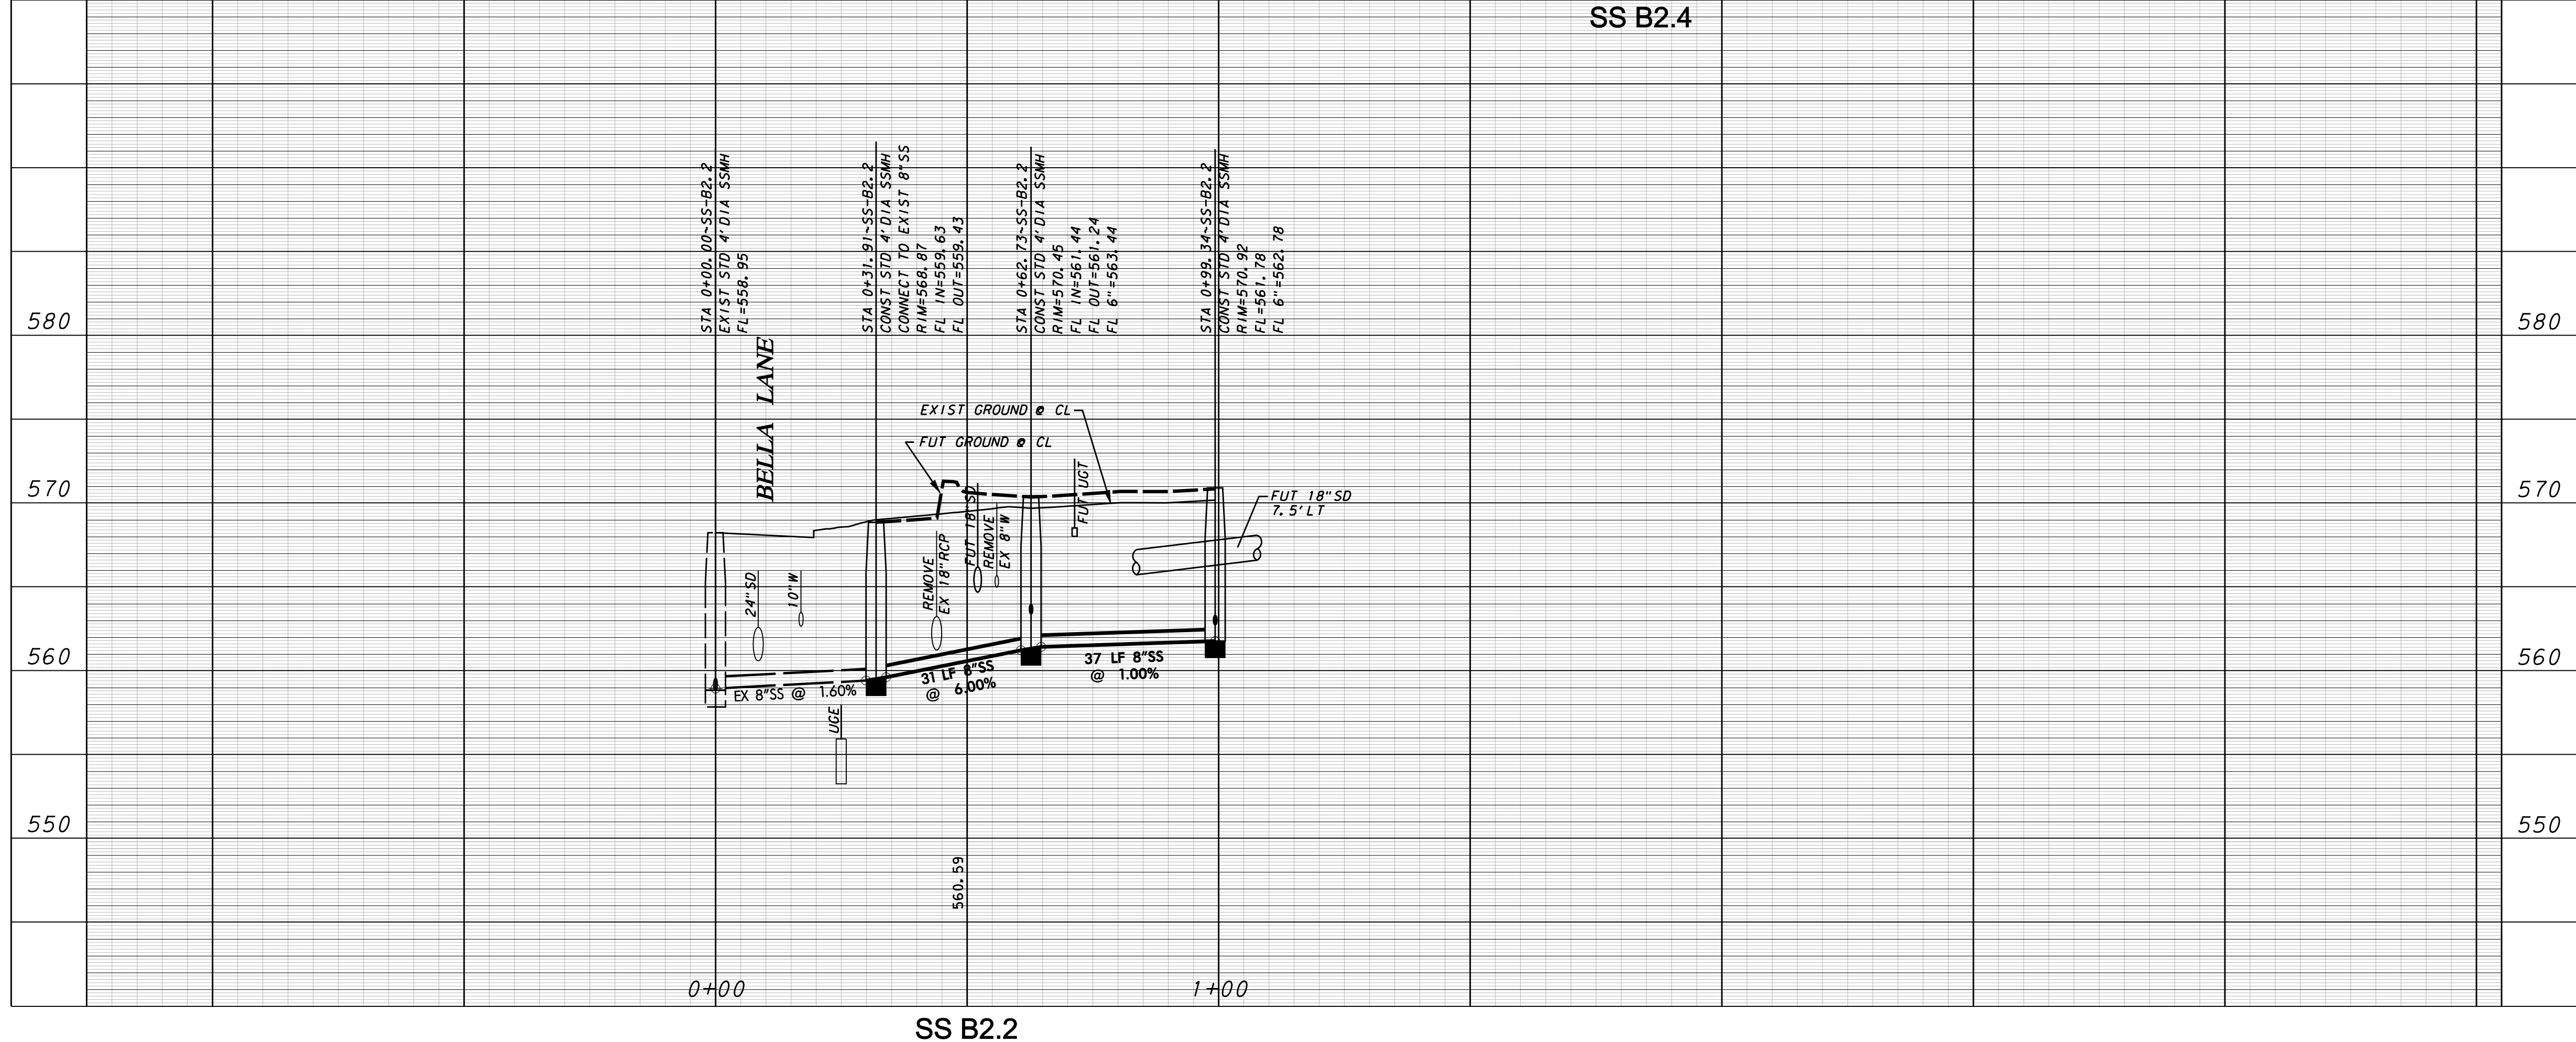 SS B2.4
STA 0+00.00~SS-B2.2
EXIST STD 4' DIA SSMH
FL=558.95
STA 0+31.91~SS-B2.2
CONST STD 4' DIA SSMH
CONNECT TO EXIST 8" SS
RIM=568.87
FL IN=559.63
FL OUT=559.43
STA 0+62.73~SS-B2.2
CONST STD 4' DIA SSMH
RIM=570.45
FL IN=561.44
FL OUT=561.24
FL 6"=563.44
STA 0+99.34~SS-B2.2
CONST STD 4' DIA SSMH
RIM=570.92
FL=561.78
FL 6"=562.78
580
580
BELLA LANE
EXIST GROUND @ CL
FUT GROUND @ CL
570
570
FUT UGT
FUT 18" SD
7.5' LT
24" SD
10" W
REMOVE
EX 18" RCP
FUT 18" SD
REMOVE
EX 8" W
560
560
EX 8"SS @ 1.60%
31 LF 8"SS
@ 6.00%
37 LF 8"SS
@ 1.00%
UGE
550
550
560.59
0+00
1+00
SS B2.2